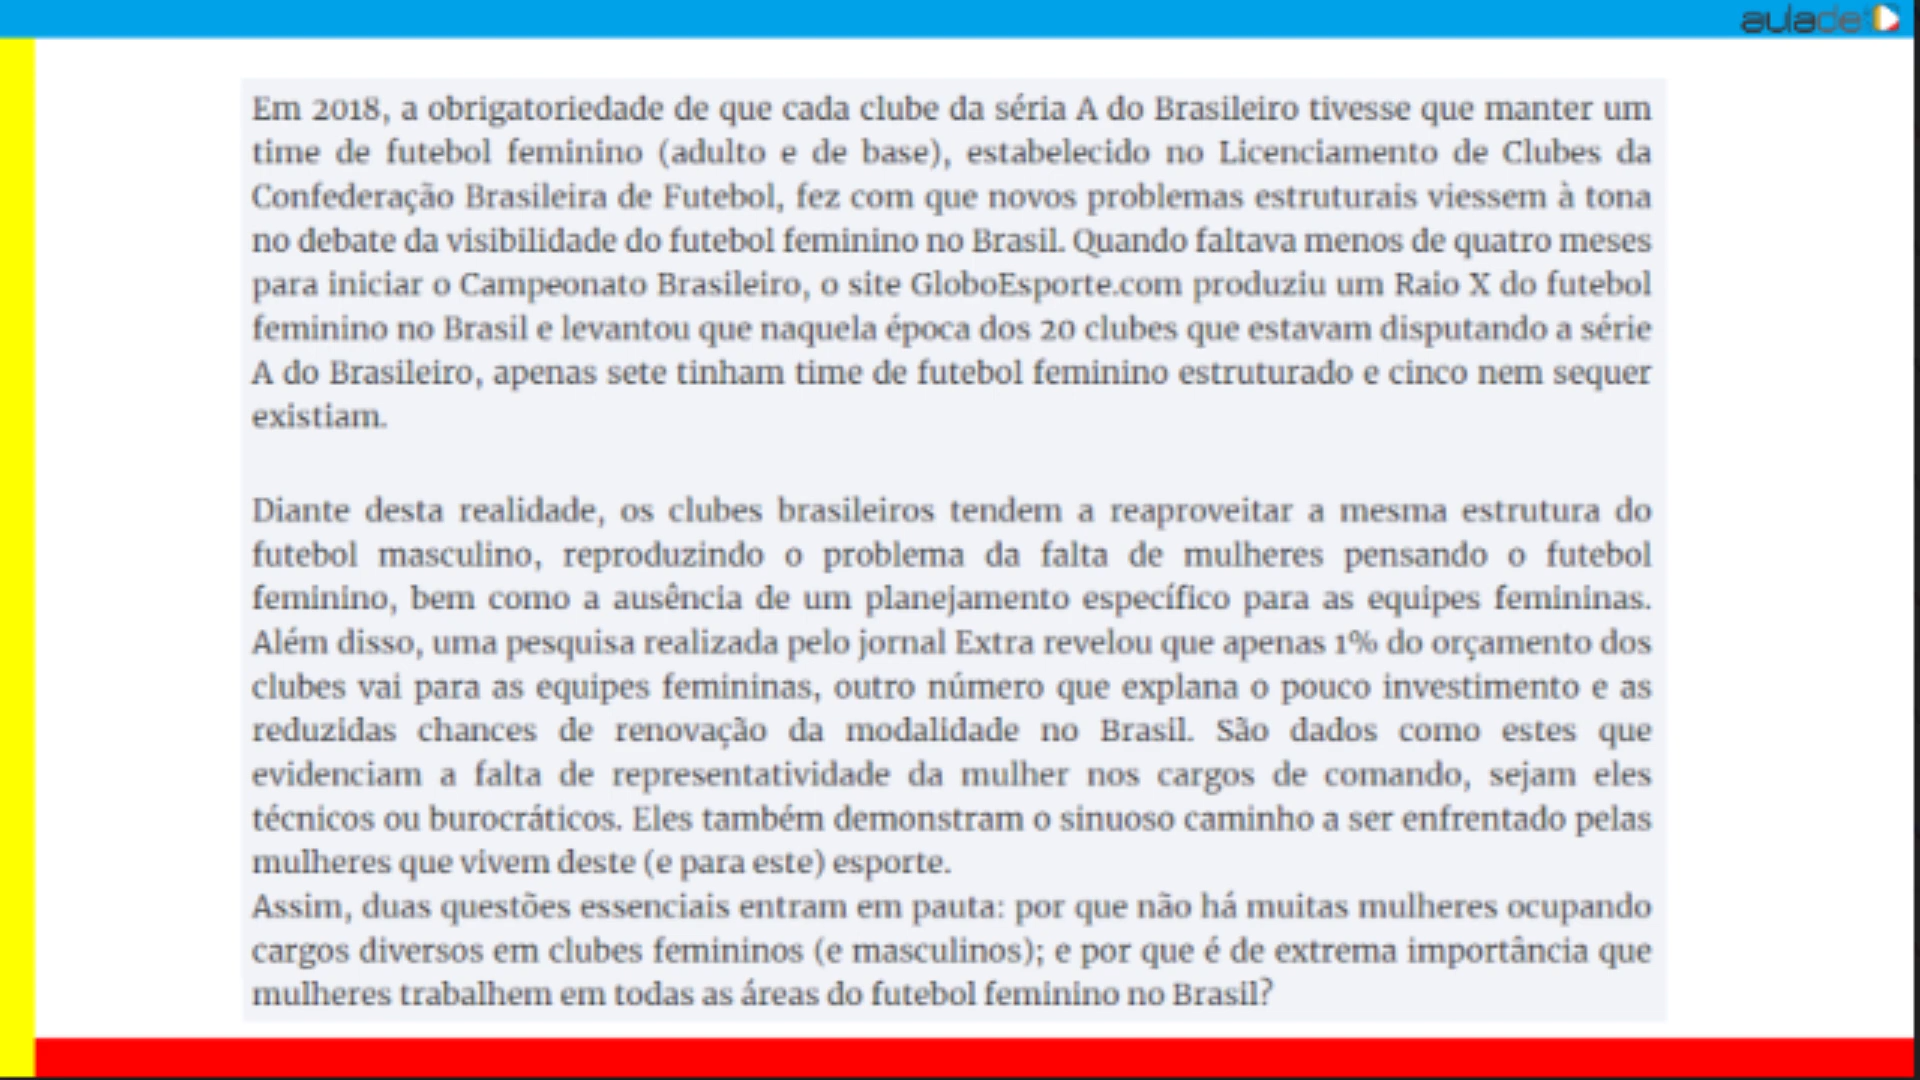 aulade
Em 2018, a obrigatoriedade de que cada clube da séria A do Brasileiro tivesse que manter um
time de futebol feminino (adulto e de base), estabelecido no Licenciamento de Clubes da
Confederação Brasileira de Futebol, fez com que novos problemas estruturais viessem à tona
no debate da visibilidade do futebol feminino no Brasil. Quando faltava menos de quatro meses
para iniciar o Campeonato Brasileiro, o site GloboEsporte.com produziu um Raio X do futebol
feminino no Brasil e levantou que naquela época dos 20 clubes que estavam disputando a série
A do Brasileiro, apenas sete tinham time de futebol feminino estruturado e cinco nem sequer
existiam.
Diante desta realidade, os clubes brasileiros tendem a reaproveitar a mesma estrutura do
futebol masculino, reproduzindo o problema da falta de mulheres pensando o futebol
feminino, bem como a ausência de um planejamento específico para as equipes femininas.
Além disso, uma pesquisa realizada pelo jornal Extra revelou que apenas 1% do orçamento dos
clubes vai para as equipes femininas, outro número que explana o pouco investimento e as
reduzidas chances de renovação da modalidade no Brasil. São dados como estes que
evidenciam a falta de representatividade da mulher nos cargos de comando, sejam eles
técnicos ou burocráticos. Eles também demonstram o sinuoso caminho a ser enfrentado pelas
mulheres que vivem deste (e para este) esporte.
Assim, duas questões essenciais entram em pauta: por que não há muitas mulheres ocupando
cargos diversos em clubes femininos (e masculinos); e por que é de extrema importância que
mulheres trabalhem em todas as áreas do futebol feminino no Brasil?